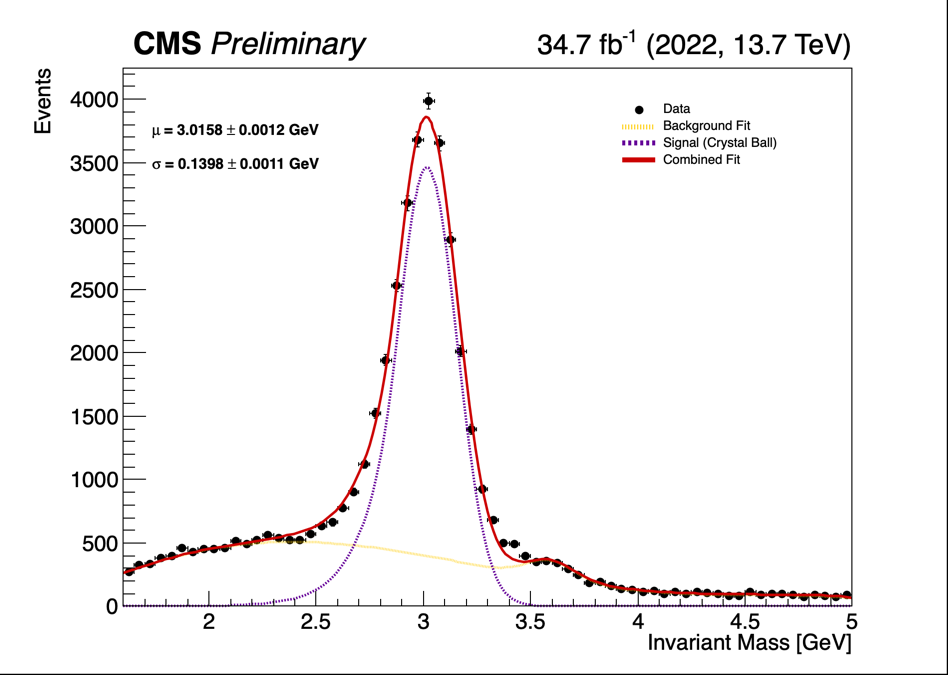 CMS Preliminary
34.7 fb⁻¹ (2022, 13.7 TeV)
Events
4000
3500
3000
2500
2000
1500
1000
500
0
μ = 3.0158 ± 0.0012 GeV
σ = 0.1398 ± 0.0011 GeV
Data
Background Fit
Signal (Crystal Ball)
Combined Fit
2 2.5 3 3.5 4 4.5 5
Invariant Mass [GeV]